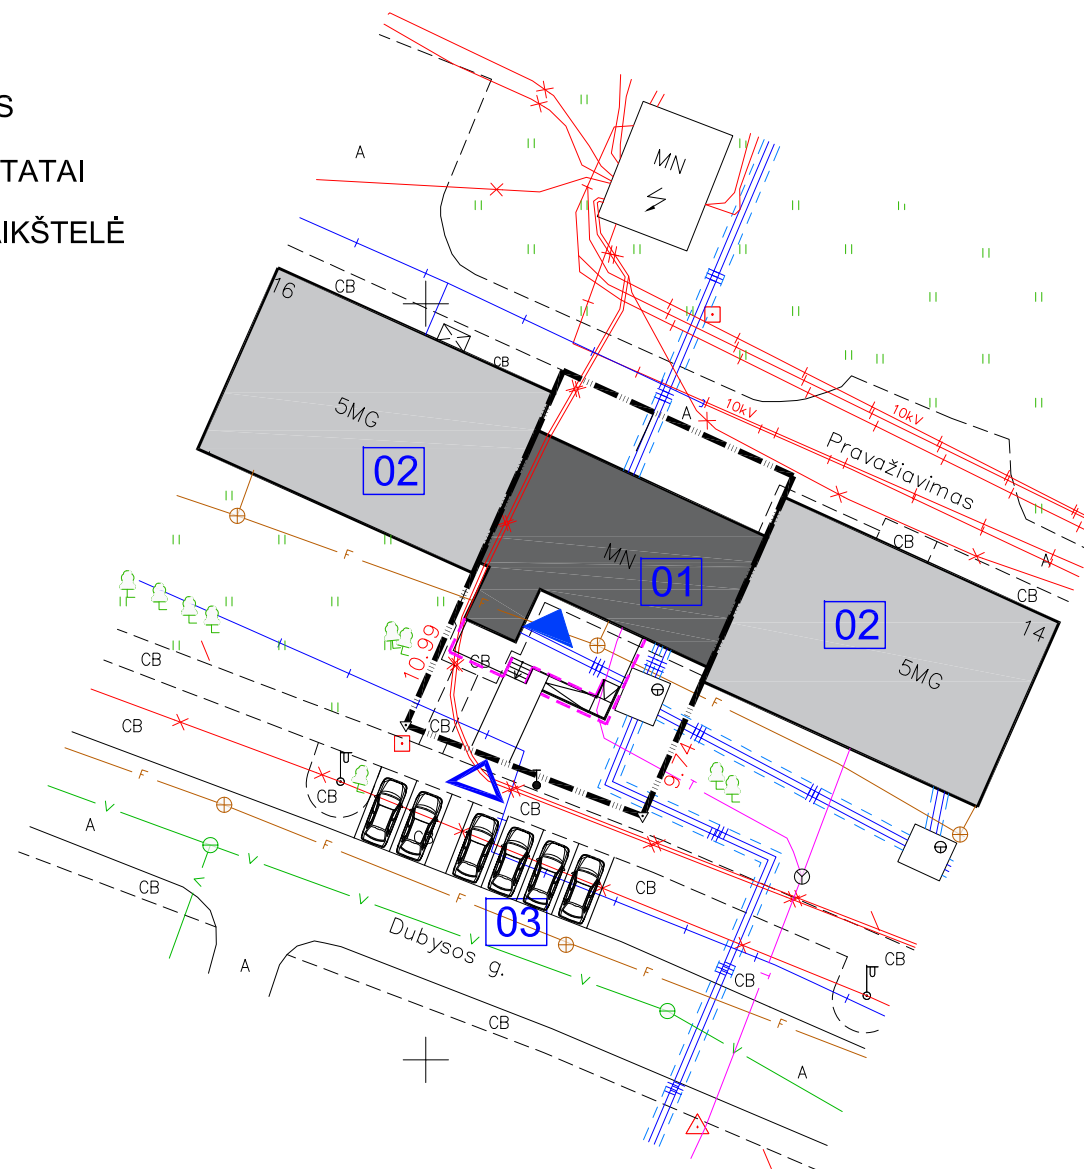 S
TATAI
AIKŠTELĖ
A
MN
16
CB
CB
5MG
02
A
10kV
10kV
Pravažiavimas
CB
A
CB
MN
01
02
14
5MG
F
F
10.99
CB
CB
CB
CB
9.74
T
CB
CB
F
V
A
V
F
CB
V
F
03
V
CB
Dubysos g.
V
F
A
CB
T
CB
CB
F
V
A